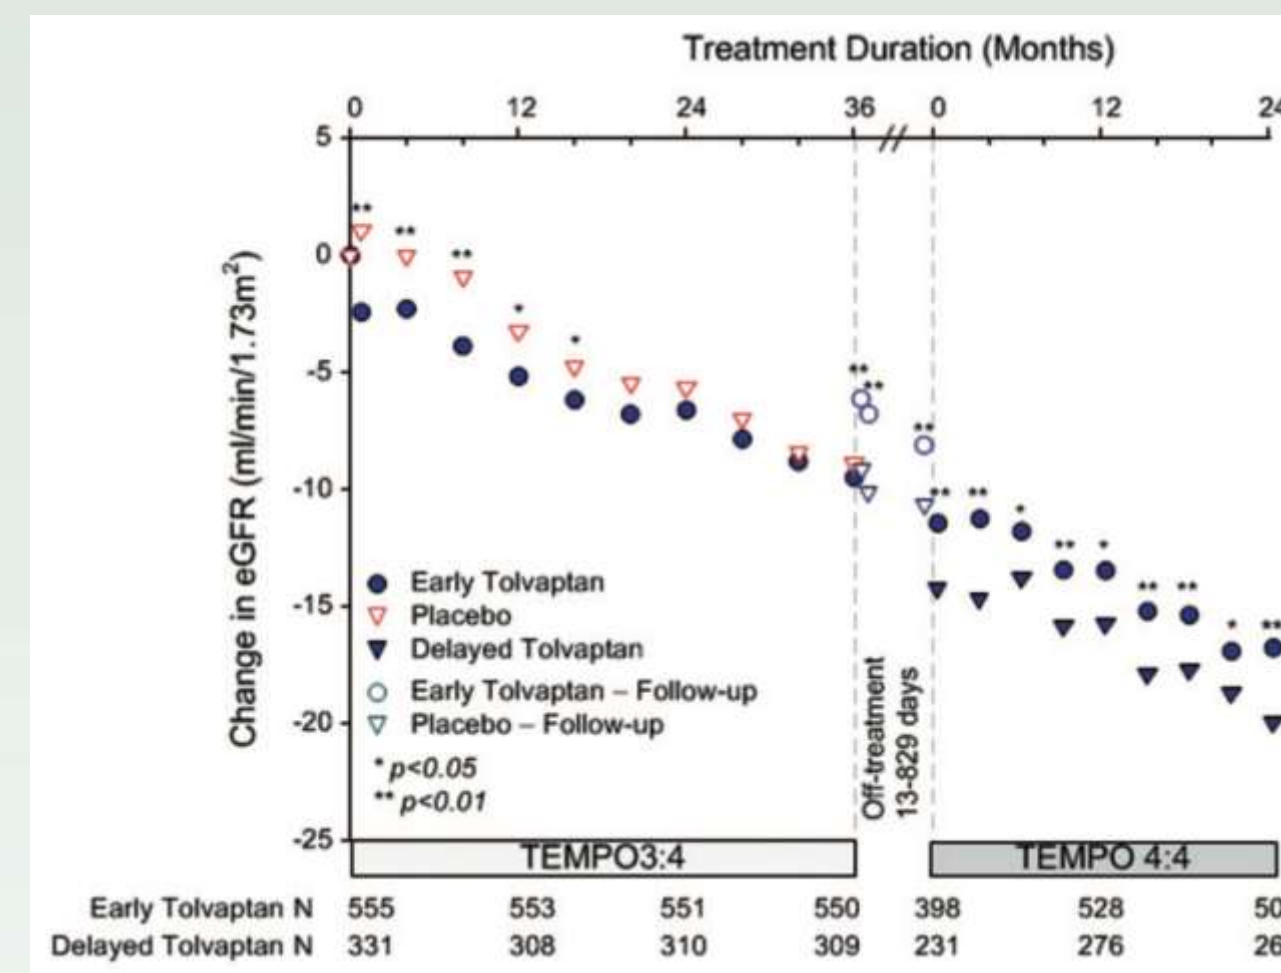 Treatment Duration (Months)
0 12 24 36 0 12 24
5
**
**
0 **
*
*
-5 **
**
**
-10 ** **
*
** *
Early Tolvaptan
-15 ** **
Placebo
*
**
Delayed Tolvaptan
Early Tolvaptan – Follow-up
-20 Placebo – Follow-up
* p<0.05
** p<0.01
-25
Change in eGFR (ml/min/1.73m²)
Off-treatment
13-829 days
TEMPO3:4 TEMPO 4:4
Early Tolvaptan N 555 553 551 550 398 528 50
Delayed Tolvaptan N 331 308 310 309 231 276 26